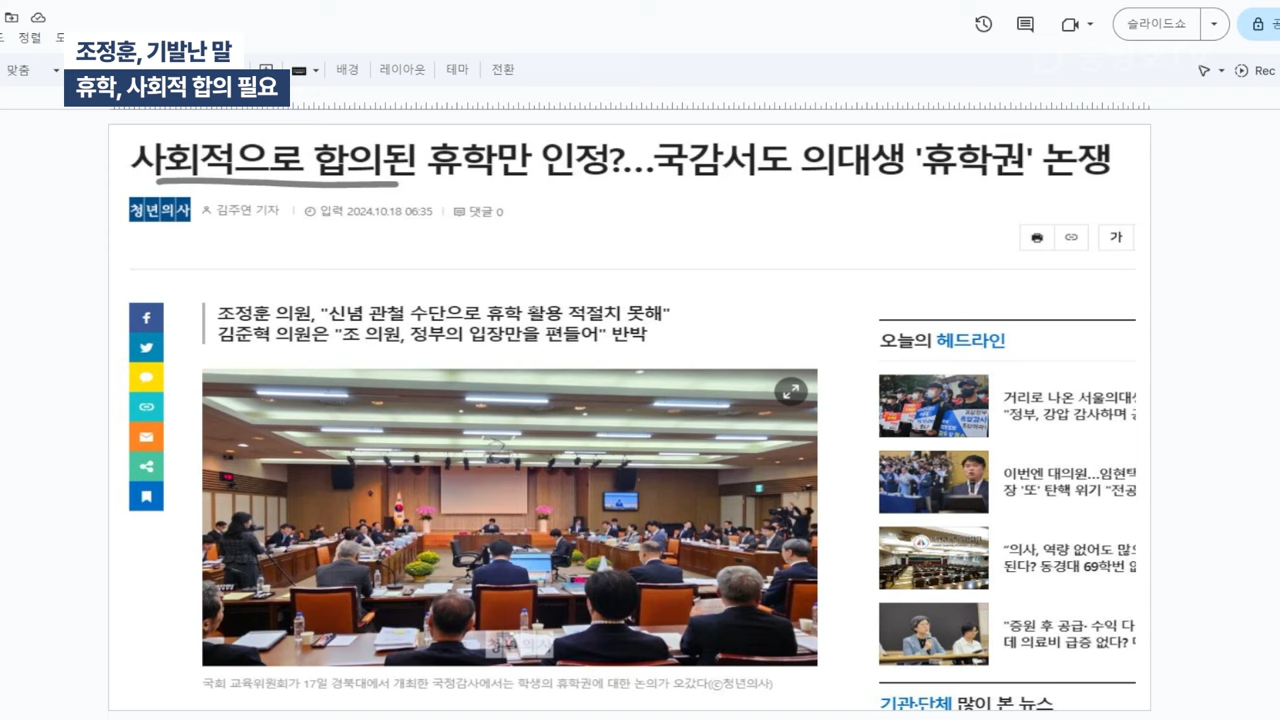 정렬
슬라이드쇼
조정훈, 기발난 말
휴학, 사회적 합의 필요
맞춤
배경
레이아웃
테마
전환
Rec
사회적으로 합의된 휴학만 인정?...국감서도 의대생 '휴학권' 논쟁
청년의사 김주연 기자 입력 2024.10.18 06:35 댓글 0
가
조정훈 의원, "신념 관철 수단으로 휴학 활용 적절치 못해"
김준혁 의원은 "조 의원, 정부의 입장만을 편들어" 반박
청년의사
국회 교육위원회가 17일 경북대에서 개최한 국정감사에서는 학생의 휴학권에 대한 논의가 오갔다(ⓒ청년의사)
오늘의 헤드라인
거리로 나온 서울의대
"정부, 강압 감사하며
이번엔 대의원...임현택
장 '또' 탄핵 위기 "전공
"의사, 역량 없어도 많으
된다? 동경대 69학번
"증원 후 공급· 수익 다
데 의료비 급증 없다?
기관·단체 많이 본 뉴스